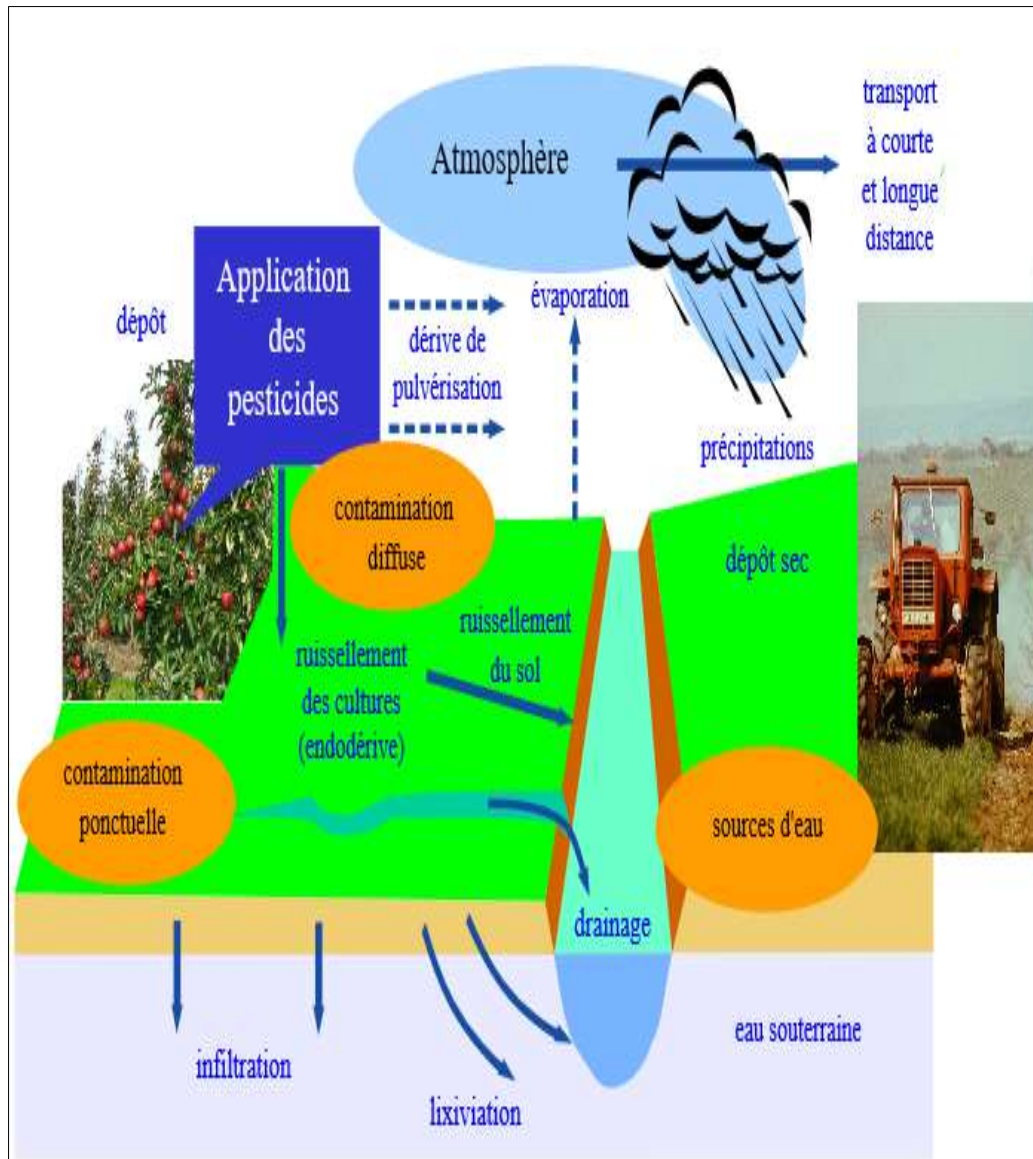 transport
à courte
et longue
distance
Atmosphère
Application
des
pesticides
dépôt
évaporation
dérive de
pulvérisation
précipitations
contamination
diffuse
dépôt sec
ruissellement
du sol
ruissellement
des cultures
(endodérive)
contamination
ponctuelle
sources d'eau
drainage
eau souterraine
infiltration
lixiviation